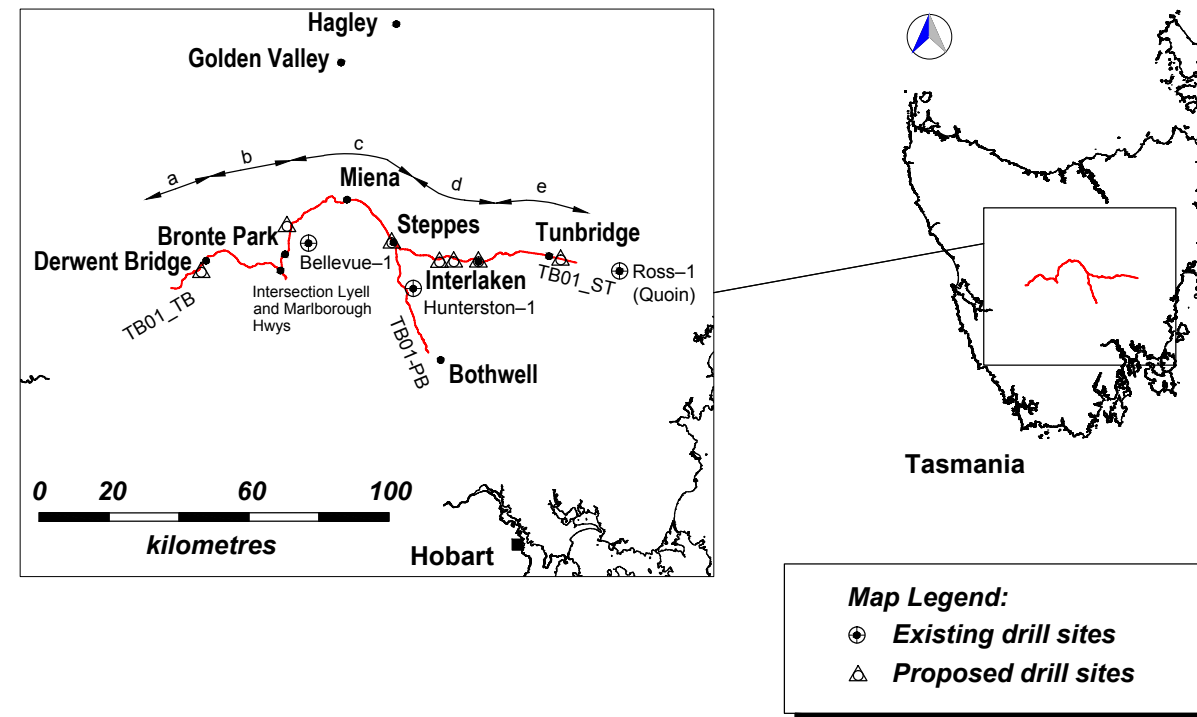 Hagley
Golden Valley
a
b
c
d
e
Miena
Steppes
Bronte Park
Tunbridge
Derwent Bridge
Bellevue–1
Interlaken
TB01_ST
Ross–1
(Quoin)
TB01_TB
Intersection Lyell
and Marlborough
Hwys
Hunterston–1
TB01-PB
Bothwell
0 20 60 100
kilometres
Hobart
Tasmania
Map Legend:
Existing drill sites
Proposed drill sites